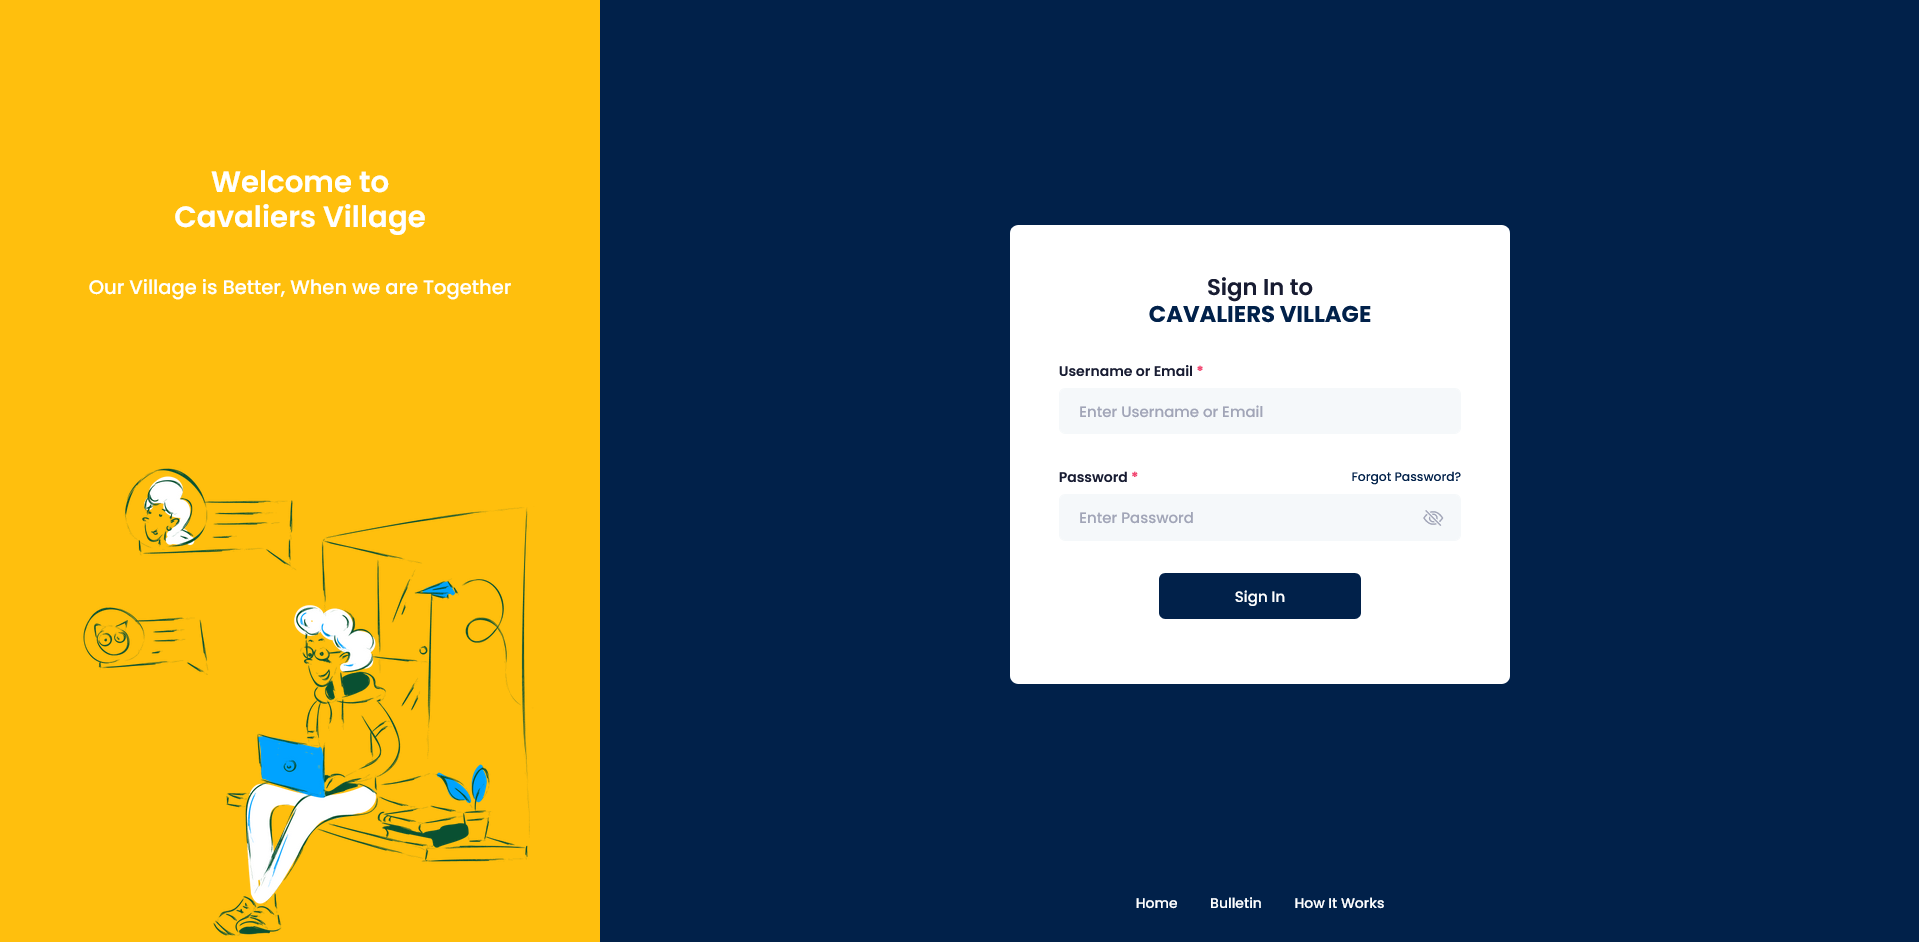 Welcome to
Cavaliers Village
Our Village is Better, When we are Together
Sign In to
CAVALIERS VILLAGE
Username or Email *
Enter Username or Email
Password *
Forgot Password?
Enter Password
Sign In
Home
Bulletin
How It Works